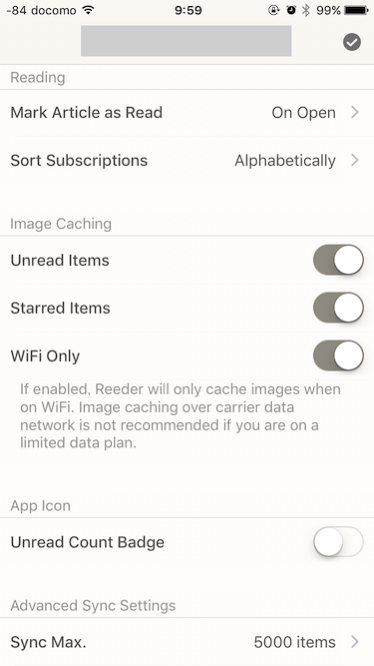 -84 docomo 9:59 99%
Reading
Mark Article as Read On Open
Sort Subscriptions Alphabetically
Image Caching
Unread Items
Starred Items
WiFi Only
If enabled, Reeder will only cache images when
on WiFi. Image caching over carrier data
network is not recommended if you are on a
limited data plan.
App Icon
Unread Count Badge
Advanced Sync Settings
Sync Max. 5000 items